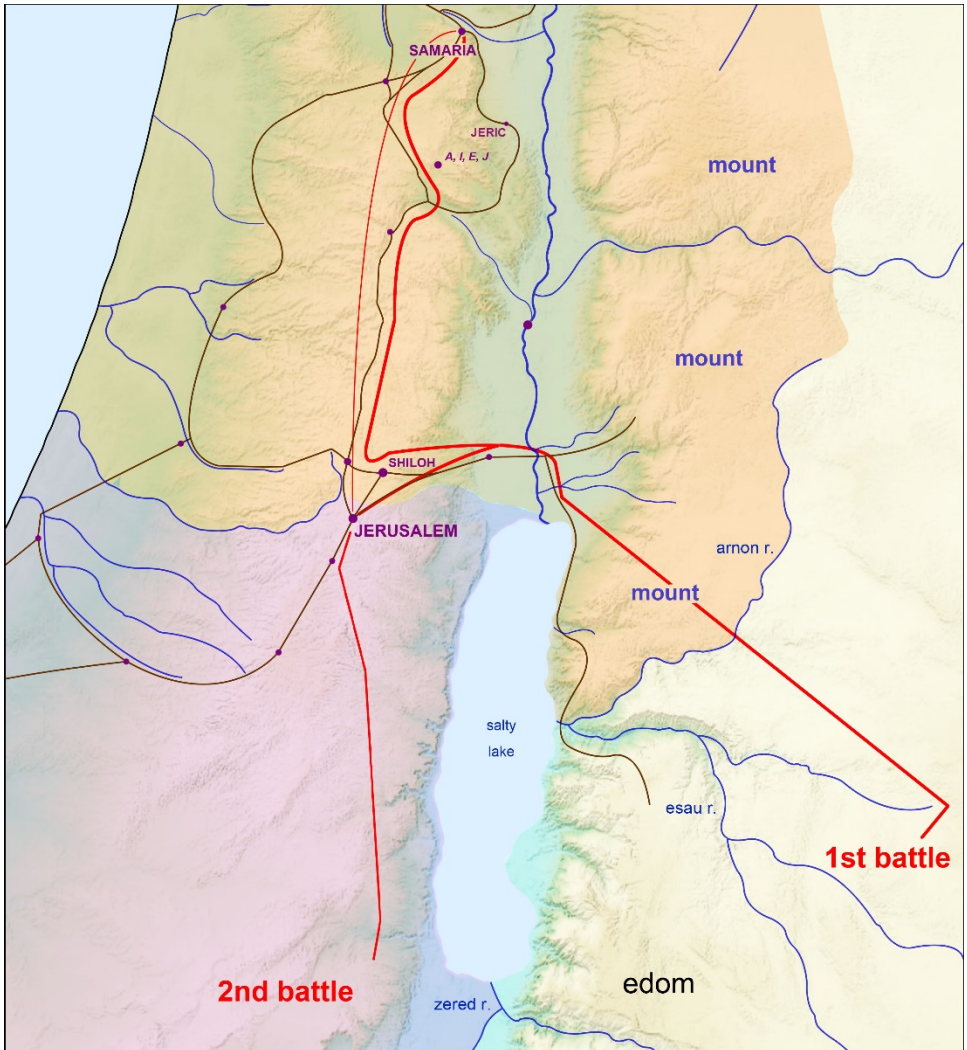 SAMARIA
JERIC
A, I, E, J
mount
mount
SHILOH
JERUSALEM
arnon r.
mount
salty
lake
esau r.
1st battle
2nd battle
edom
zered r.